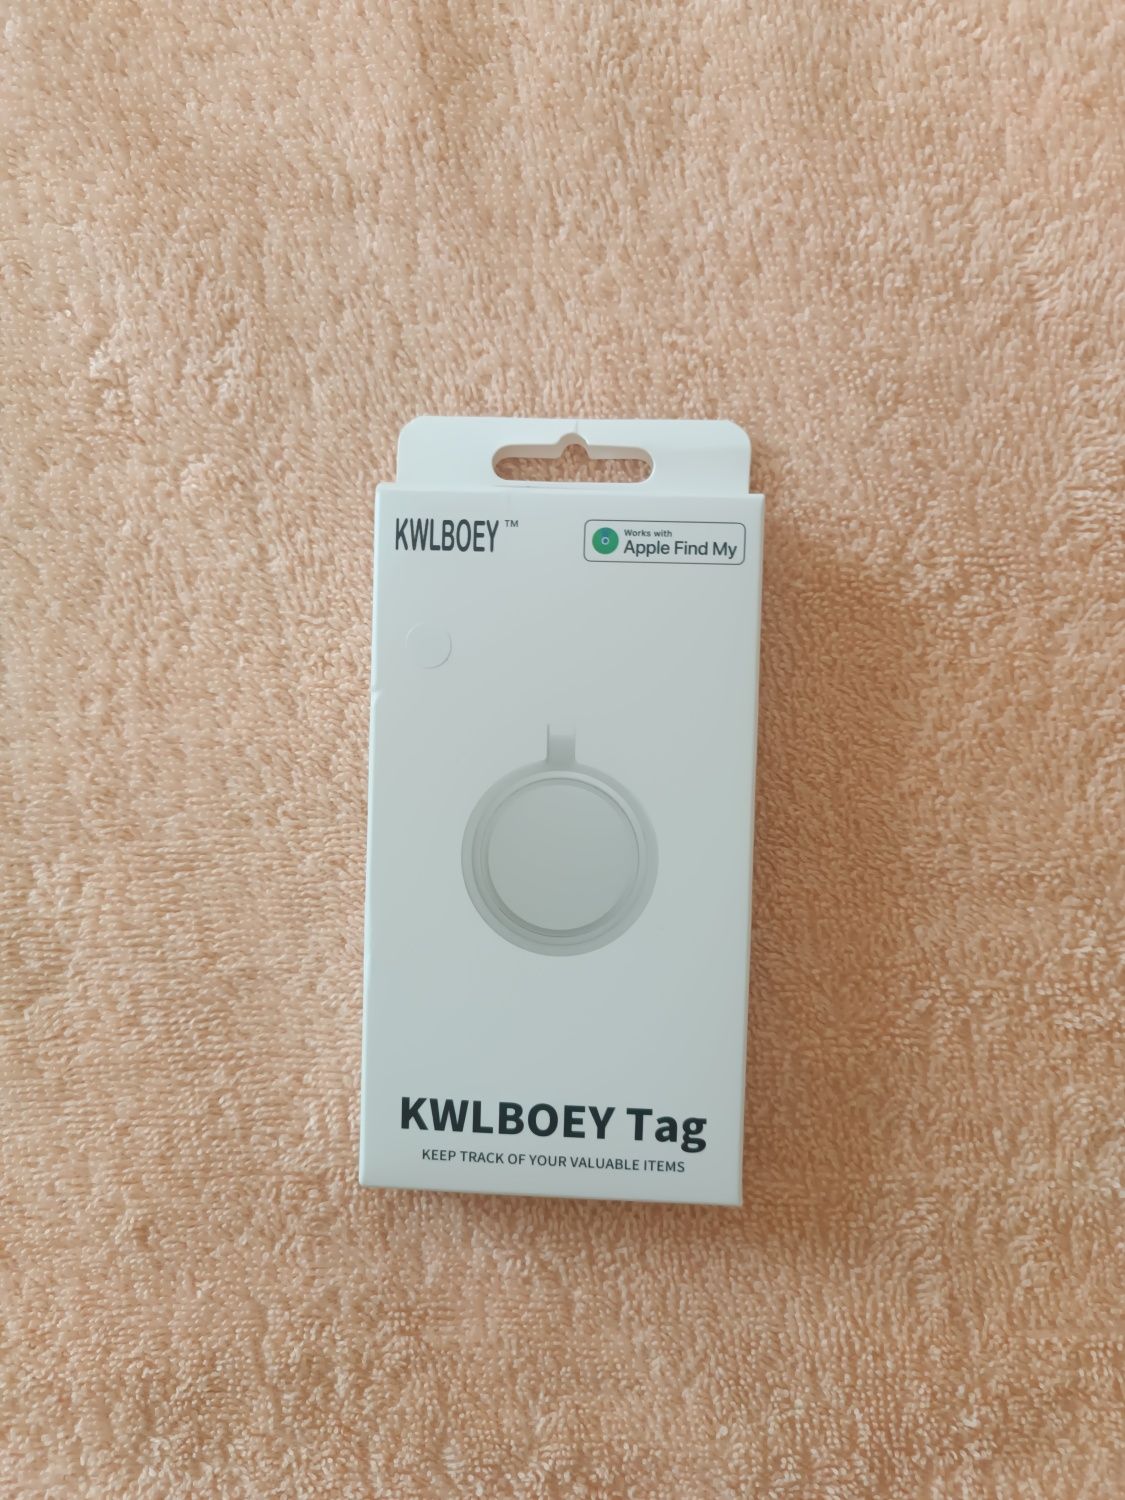 KWLBOEY™
Works with
Apple Find My
KWLBOEY Tag
KEEP TRACK OF YOUR VALUABLE ITEMS